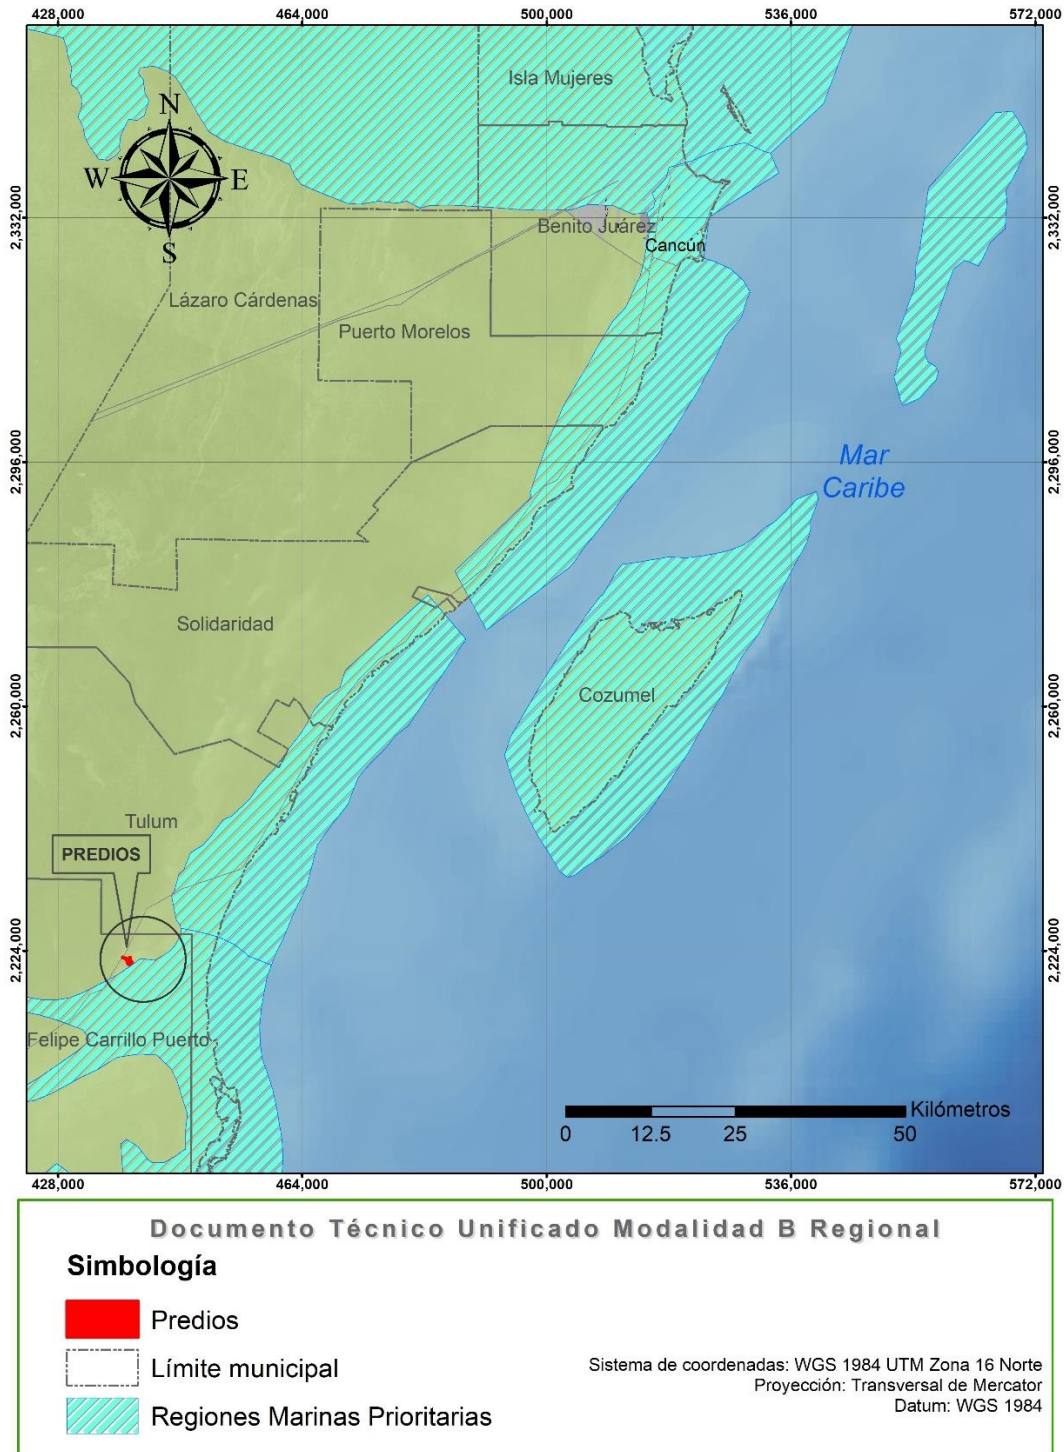 428,000 464,000 500,000 536,000 572,000
Isla Mujeres
N
W E
S
2,332,000 2,332,000
Benito Juárez
Cancún
Lázaro Cárdenas
Puerto Morelos
2,296,000 2,296,000
Mar
Caribe
Solidaridad
Cozumel
2,260,000 2,260,000
Tulum
PREDIOS
2,224,000 2,224,000
Felipe Carrillo Puerto
Kilómetros
0 12.5 25 50
428,000 464,000 500,000 536,000 572,000
Documento Técnico Unificado Modalidad B Regional
Simbología
Predios
Límite municipal
Regiones Marinas Prioritarias
Sistema de coordenadas: WGS 1984 UTM Zona 16 Norte
Proyección: Transversal de Mercator
Datum: WGS 1984